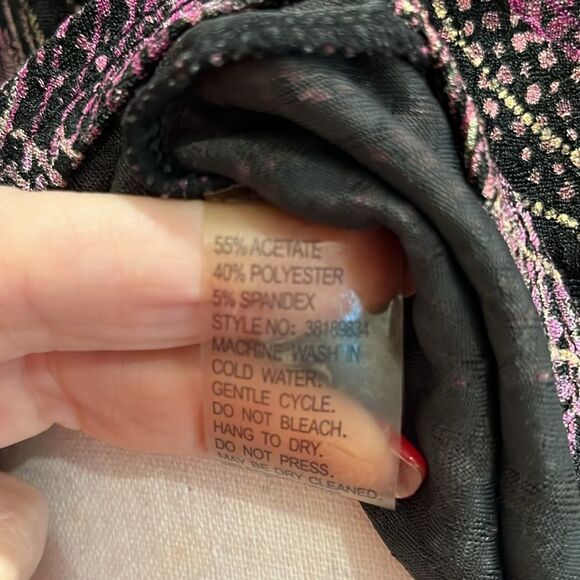 55% ACETATE
40% POLYESTER
5% SPANDEX
STYLE NO: 38189834
MACHINE WASH IN
COLD WATER.
GENTLE CYCLE.
DO NOT BLEACH.
HANG TO DRY.
DO NOT PRESS.
MAY BE DRY CLEANED.